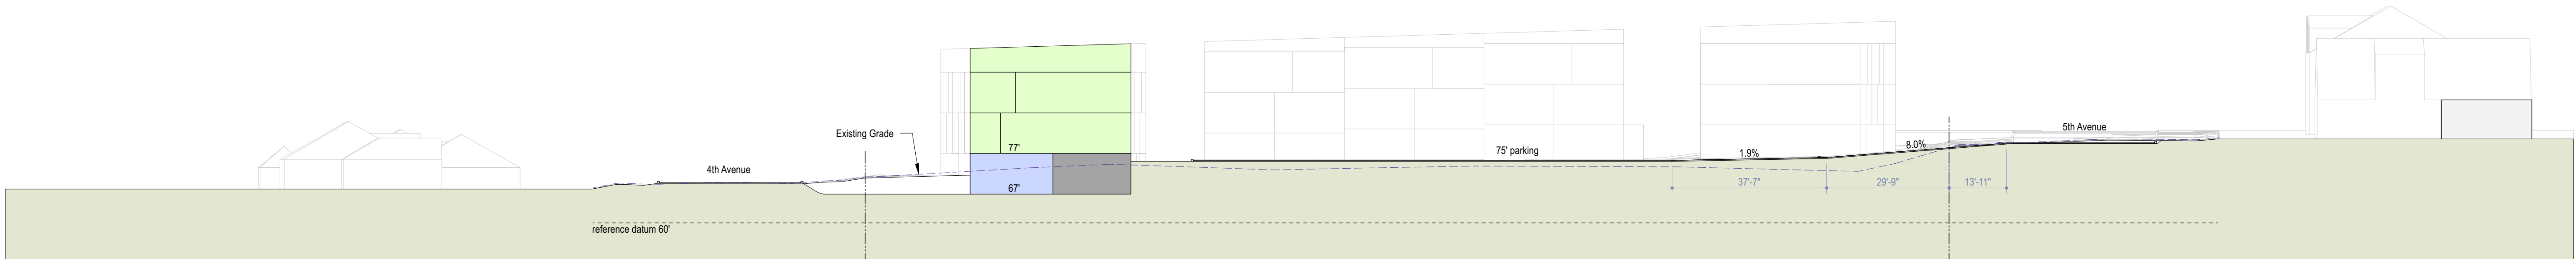 Existing Grade
4th Avenue
77'
67'
reference datum 60'
75' parking
1.9%
8.0%
5th Avenue
37'-7"
29'-9"
13'-11"